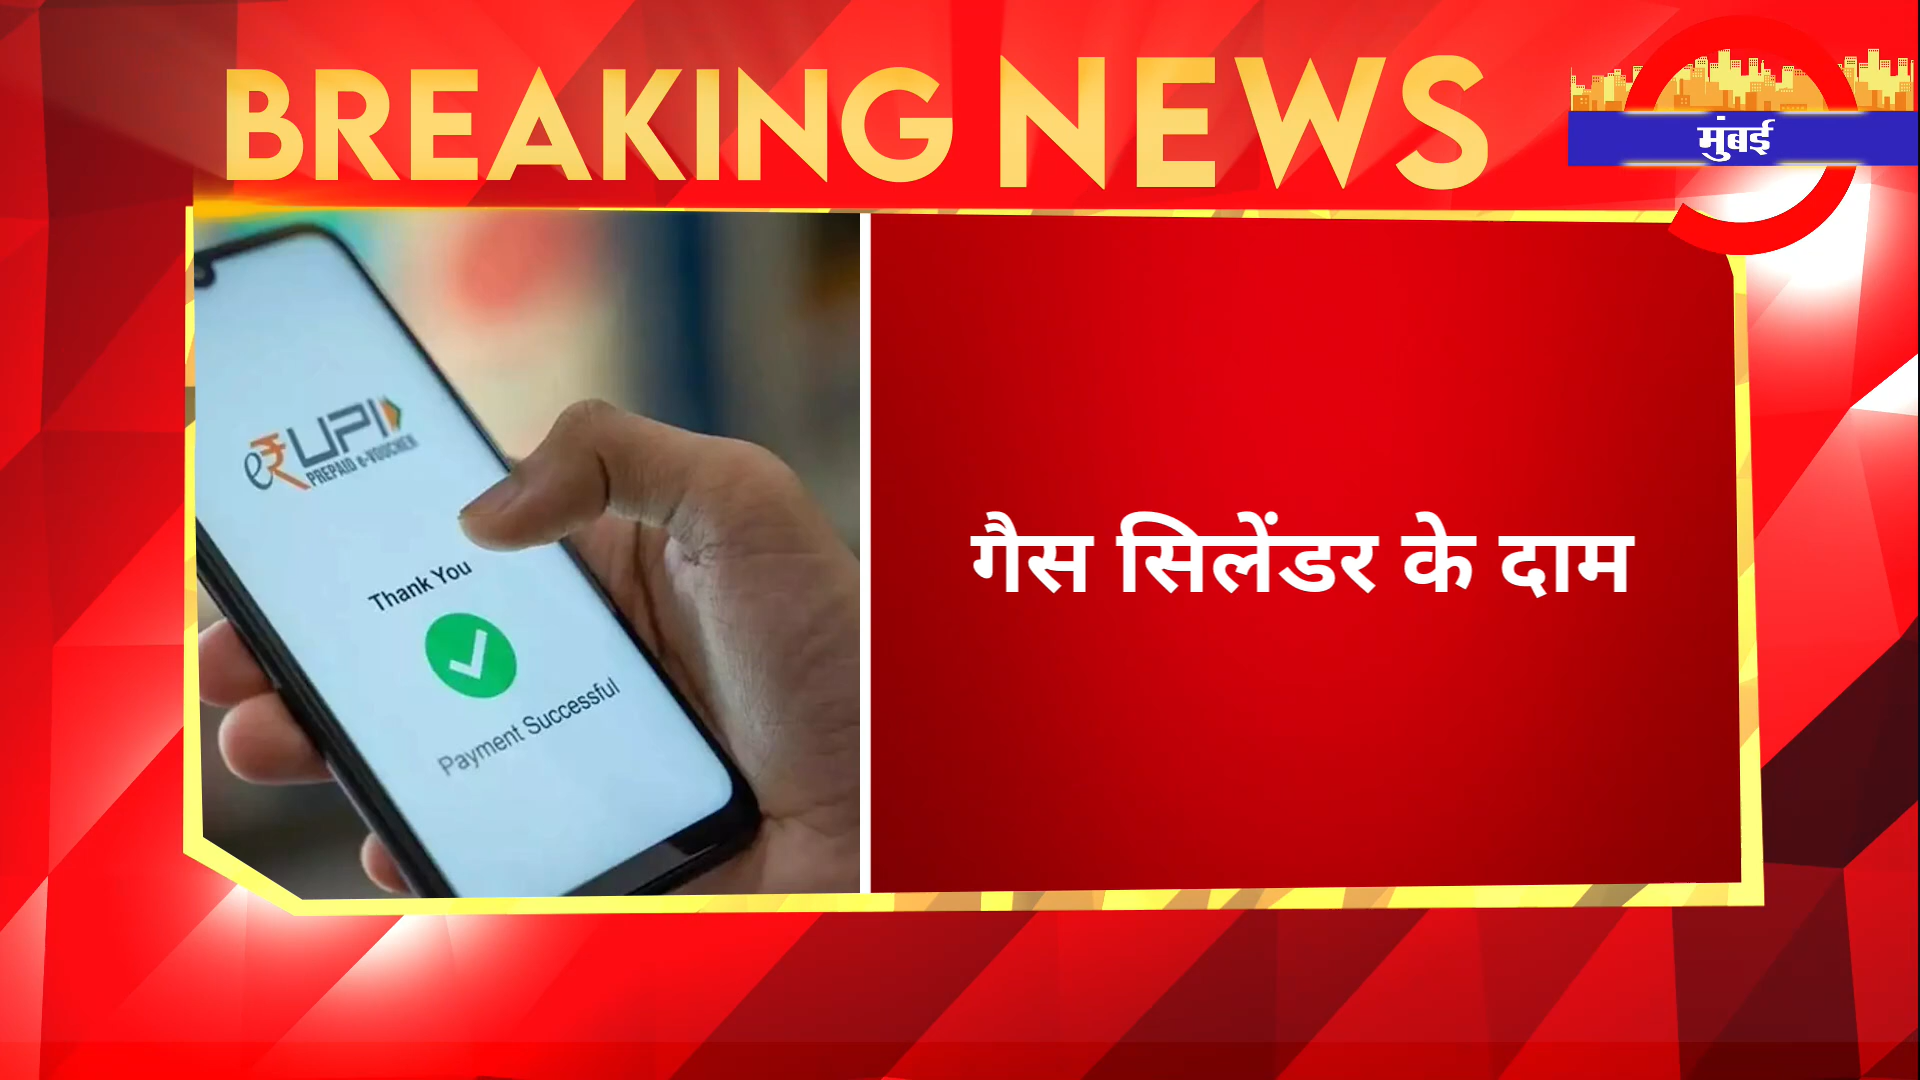 BREAKING NEWS
मुंबई
e₹UPI
PREPAID e-VOUCHER
Thank You
Payment Successful
गैस सिलेंडर के दाम